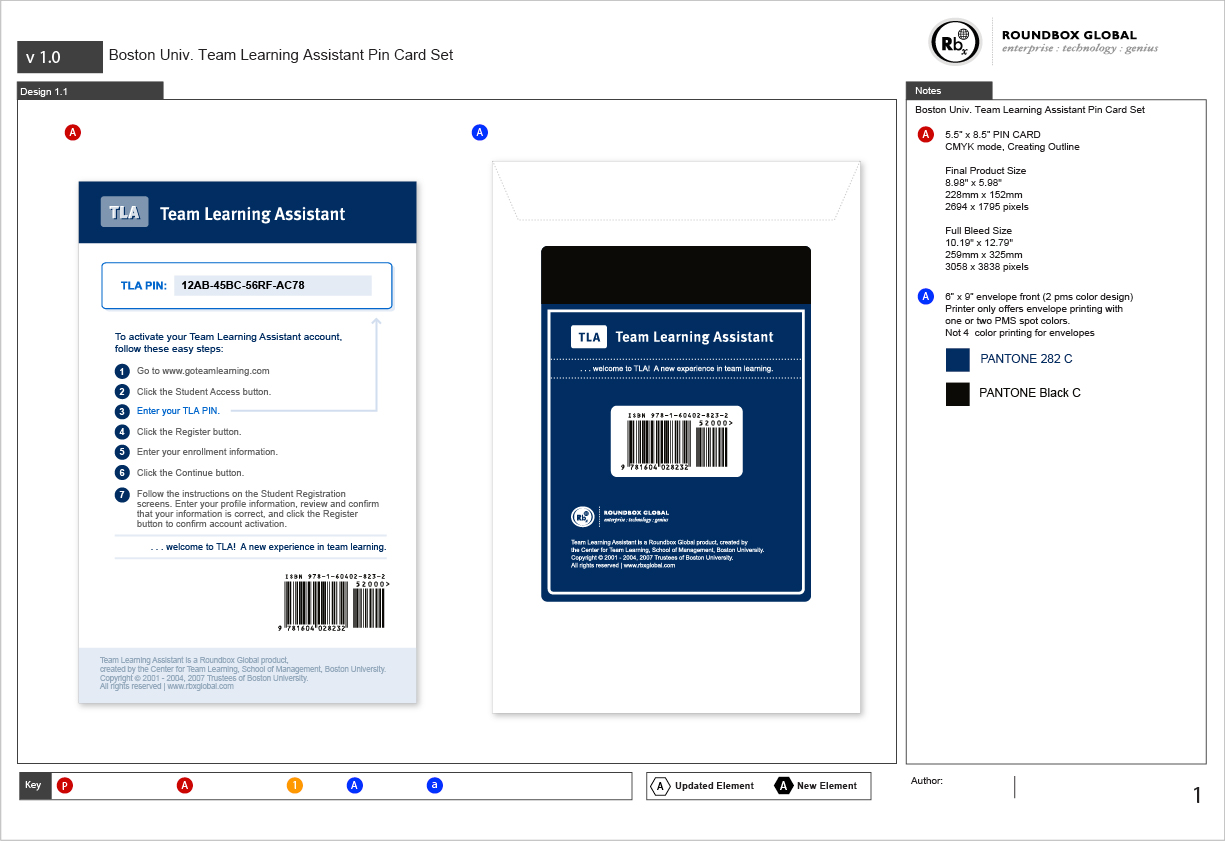 v 1.0
Boston Univ. Team Learning Assistant Pin Card Set
Rbx
ROUNDBOX GLOBAL
enterprise : technology : genius
Design 1.1
A
A
TLA
Team Learning Assistant
TLA PIN:
12AB-45BC-56RF-AC78
To activate your Team Learning Assistant account,
follow these easy steps:
1 Go to www.goteamlearning.com
2 Click the Student Access button.
3 Enter your TLA PIN.
4 Click the Register button.
5 Enter your enrollment information.
6 Click the Continue button.
7 Follow the instructions on the Student Registration
screens. Enter your profile information, review and confirm
that your information is correct, and click the Register
button to confirm account activation.
. . . welcome to TLA!  A new experience in team learning.
ISBN 978-1-60402-823-2
52000>
9 781604 028232
Team Learning Assistant is a Roundbox Global product,
created by the Center for Team Learning, School of Management, Boston University.
Copyright © 2001 - 2004, 2007 Trustees of Boston University.
All rights reserved | www.rbxglobal.com
TLA
Team Learning Assistant
. . . welcome to TLA!  A new experience in team learning.
ISBN 978-1-60402-823-2
52000>
9 781604 028232
Rbx
ROUNDBOX GLOBAL
enterprise : technology : genius
Team Learning Assistant is a Roundbox Global product, created by
the Center for Team Learning, School of Management, Boston University.
Copyright © 2001 - 2004, 2007 Trustees of Boston University.
All rights reserved | www.rbxglobal.com
Notes
Boston Univ. Team Learning Assistant Pin Card Set
A
5.5" x 8.5" PIN CARD
CMYK mode, Creating Outline
Final Product Size
8.98" x 5.98"
228mm x 152mm
2694 x 1795 pixels
Full Bleed Size
10.19" x 12.79"
259mm x 325mm
3058 x 3838 pixels
A
6" x 9" envelope front (2 pms color design)
Printer only offers envelope printing with
one or two PMS spot colors.
Not 4  color printing for envelopes
PANTONE 282 C
PANTONE Black C
Key
P
A
1
A
a
A Updated Element
A New Element
Author:
1